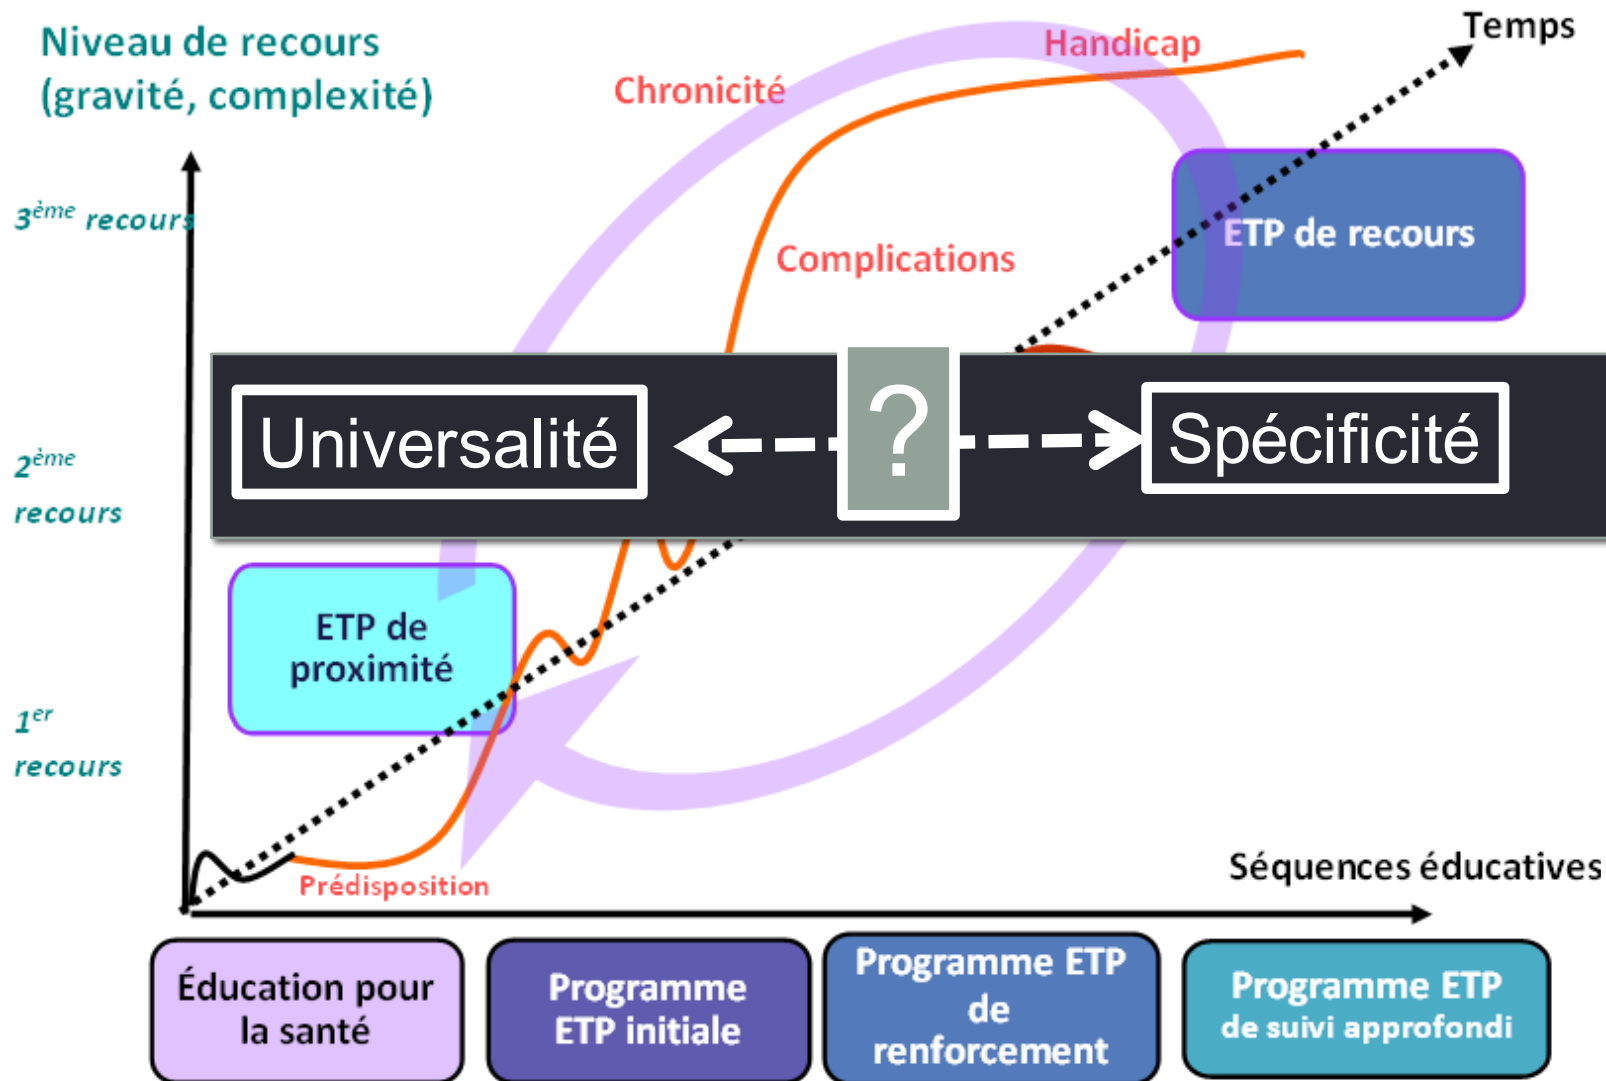 Niveau de recours
(gravité, complexité)
Temps
Handicap
Chronicité
3ème recours
ETP de recours
Complications
Universalité
?
Spécificité
2ème
recours
ETP de
proximité
1er
recours
Prédisposition
Séquences éducatives
Éducation pour
la santé
Programme
ETP initiale
Programme ETP
de
renforcement
Programme ETP
de suivi approfondi